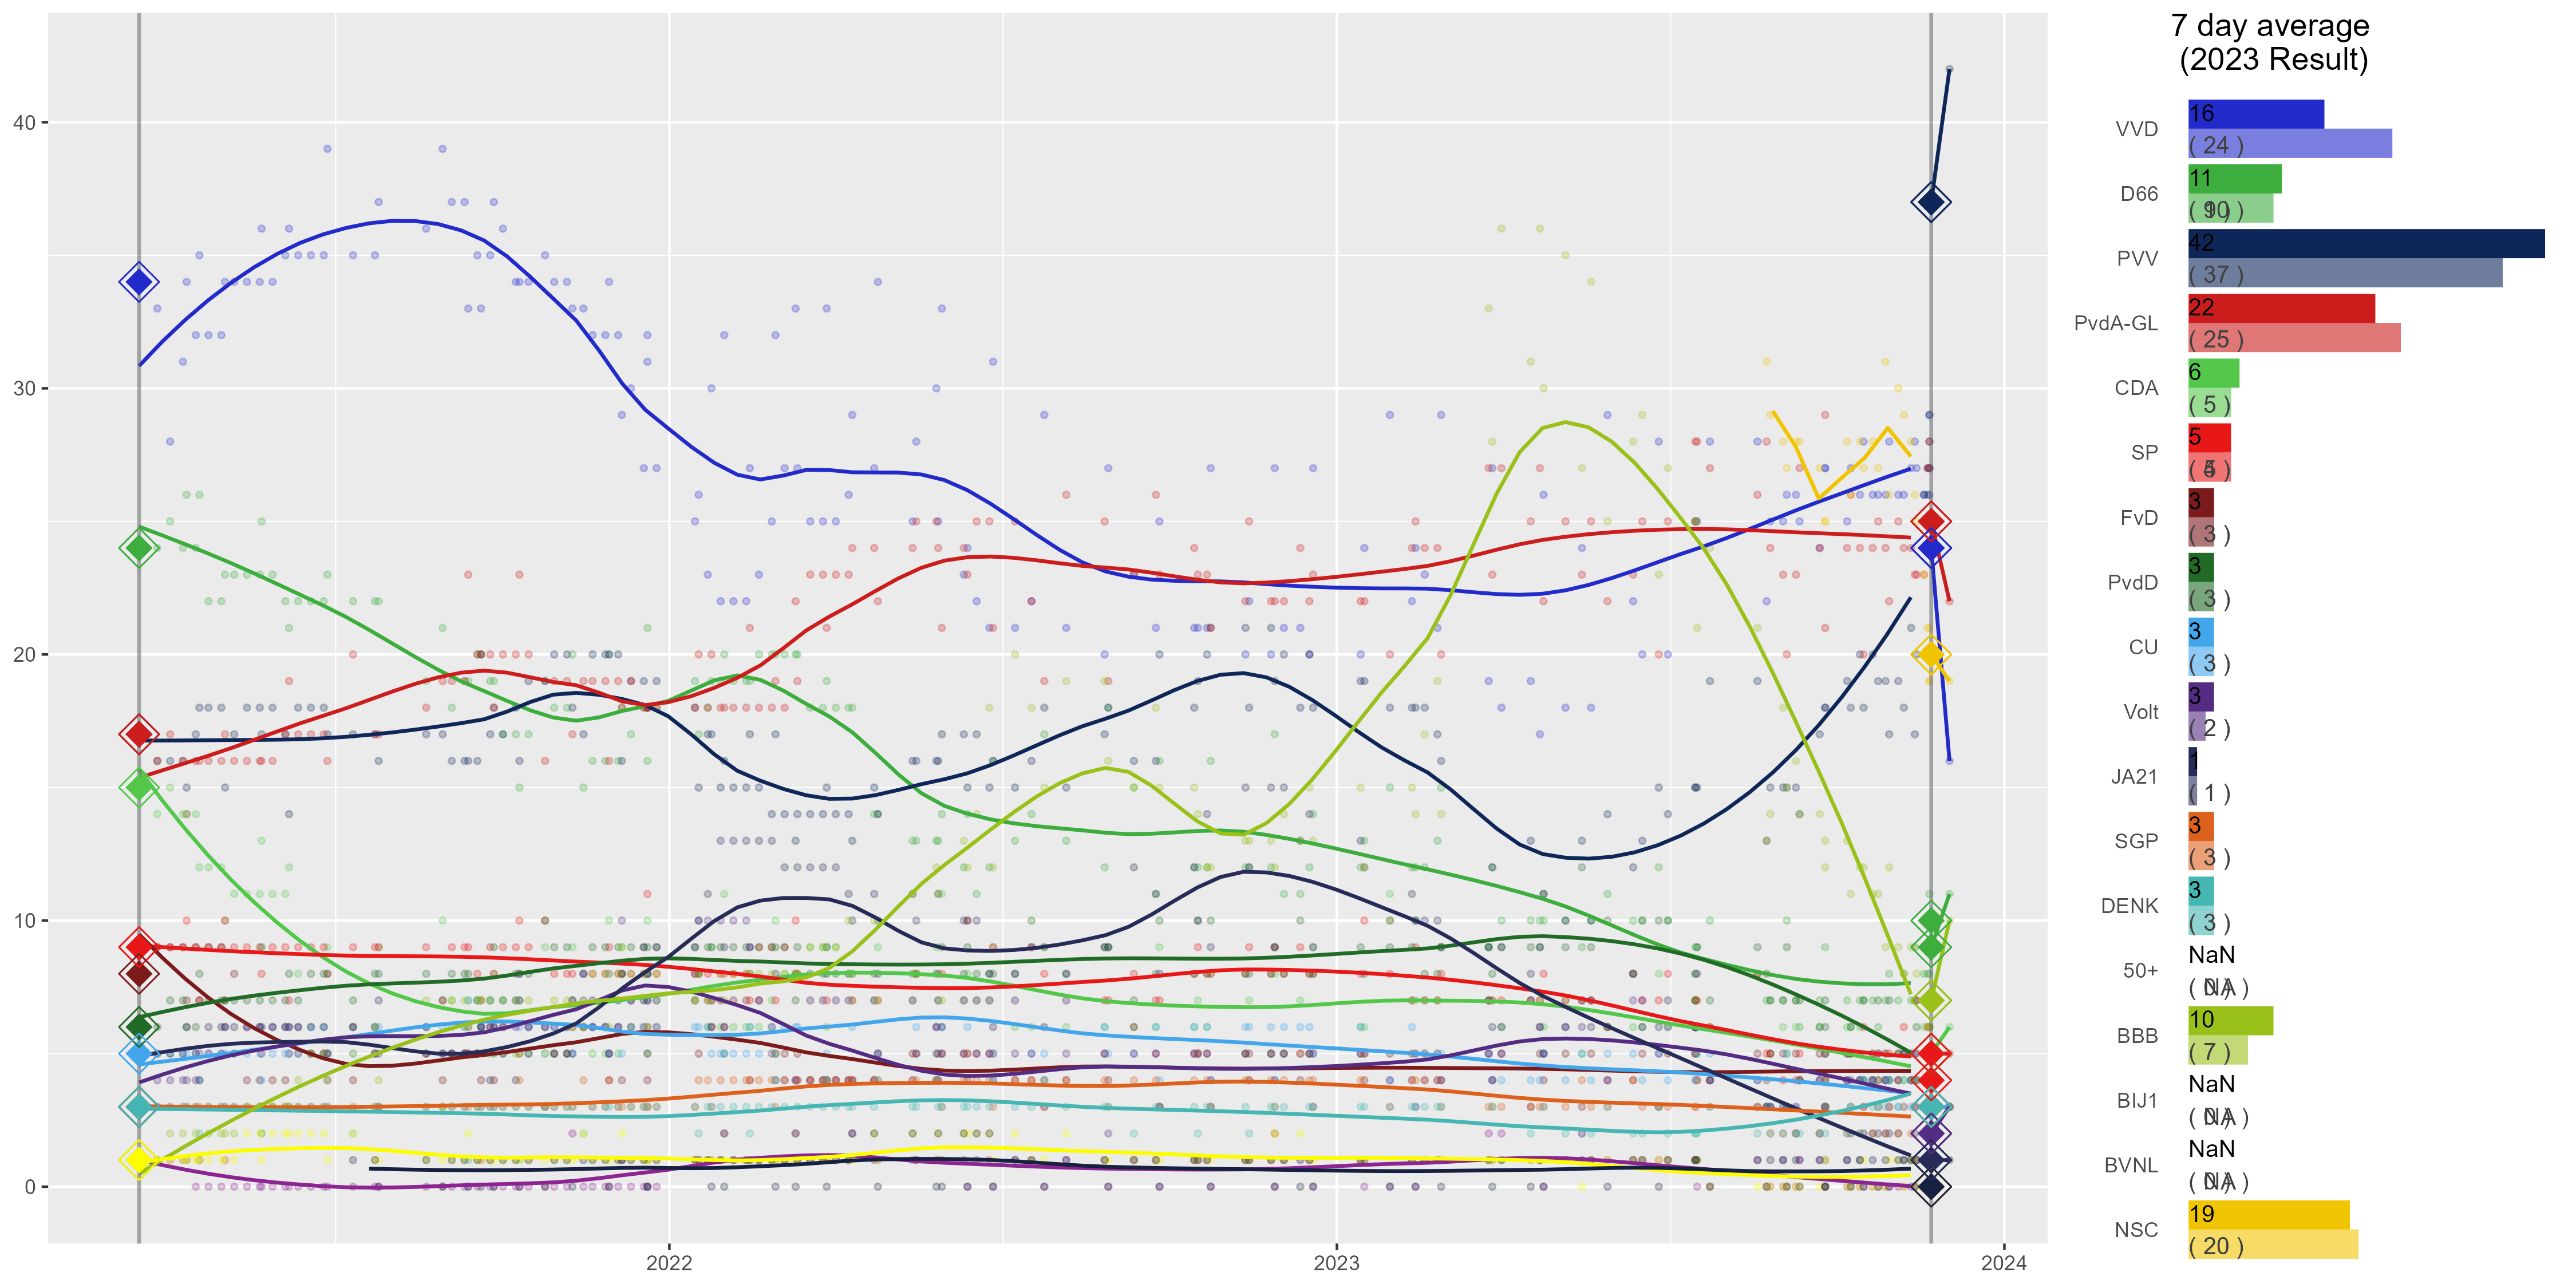 7 day average
(2023 Result)
40
30
20
10
0
2022
2023
2024
VVD
16
( 24 )
D66
11
PVV
42
( 37 )
PvdA-GL
22
( 25 )
CDA
6
( 5 )
SP
5
FvD
3
( 3 )
PvdD
3
( 3 )
CU
3
( 3 )
Volt
3
( 2 )
JA21
1
( 1 )
SGP
3
( 3 )
DENK
3
( 3 )
50+
NaN
BBB
10
( 7 )
BIJ1
NaN
BVNL
NaN
NSC
19
( 20 )